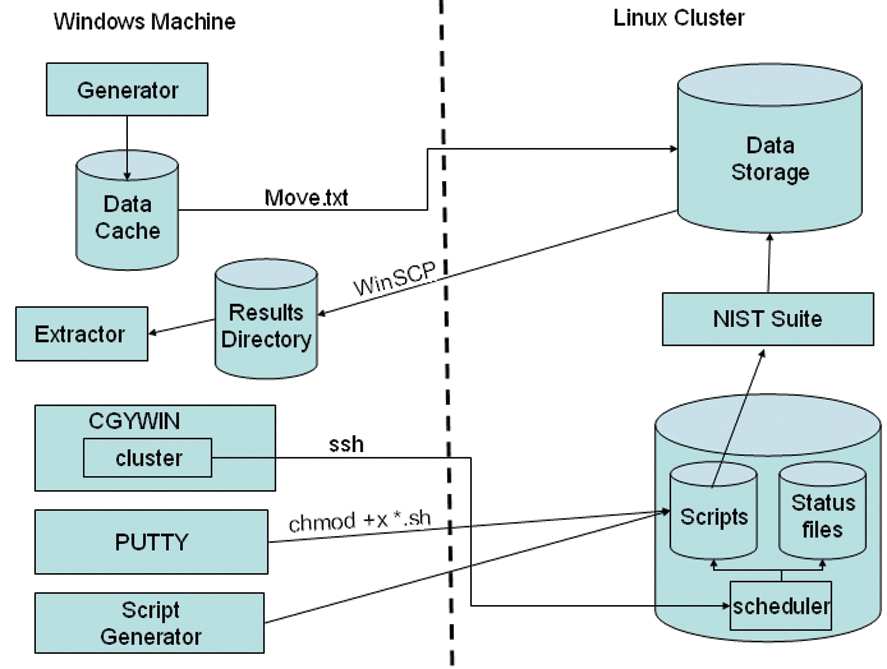 Windows Machine
Linux Cluster
Generator
Data
Cache
Move.txt
Data
Storage
WinSCP
Results
Directory
Extractor
NIST Suite
CGYWIN
cluster
ssh
Scripts
Status
files
chmod +x *.sh
PUTTY
scheduler
Script
Generator